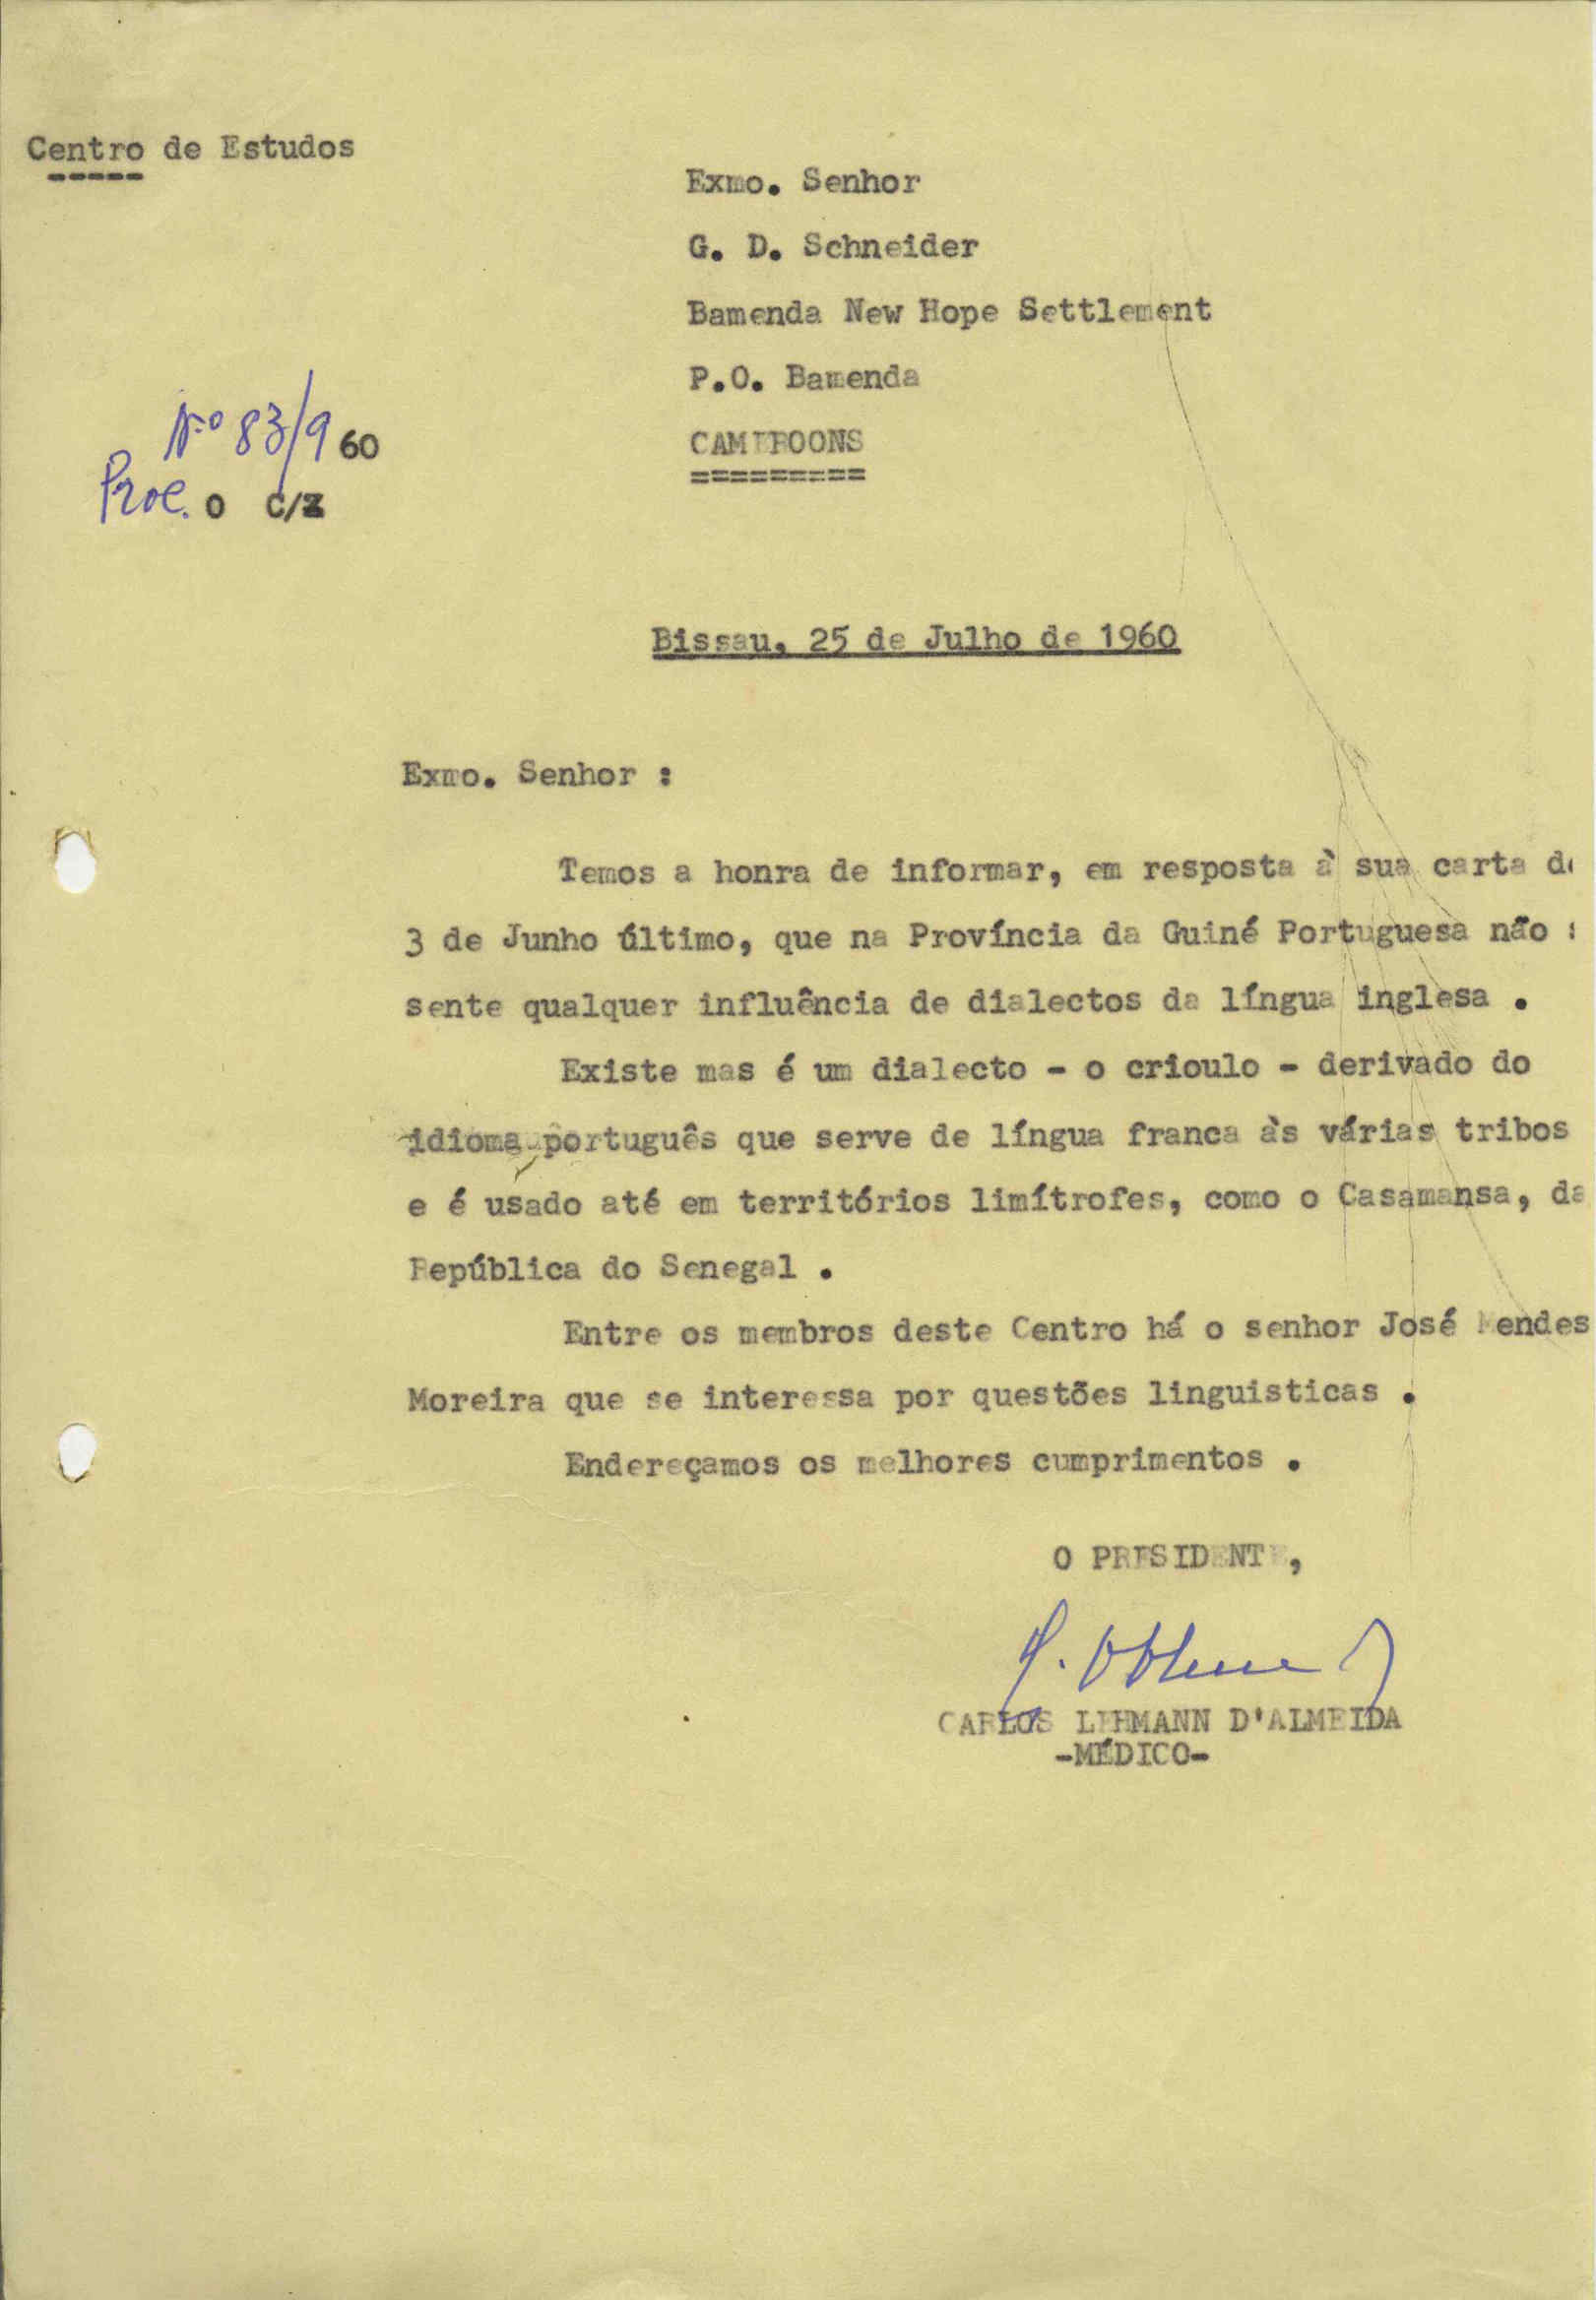 Centro de Estudos
Exmo. Senhor
G. D. Schneider
Bamenda New Hope Settlement
P.O. Bamenda
CAMEROONS
=========
Nº 83/960
Proc. O C/2
Bissau, 25 de Julho de 1960
Exmo. Senhor :
Temos a honra de informar, em resposta à sua carta de
3 de Junho último, que na Província da Guiné Portuguesa não
sente qualquer influência de dialectos da língua inglesa .
Existe mas é um dialecto - o crioulo - derivado do
idioma português que serve de língua franca às várias tribos
e é usado até em territórios limítrofes, como o Casamansa, da
República do Senegal .
Entre os membros deste Centro há o senhor José Mendes
Moreira que se interessa por questões linguisticas .
Endereçamos os melhores cumprimentos .
O PRESIDENTE,
CARLOS LEHMANN D'ALMEIDA
-MÉDICO-